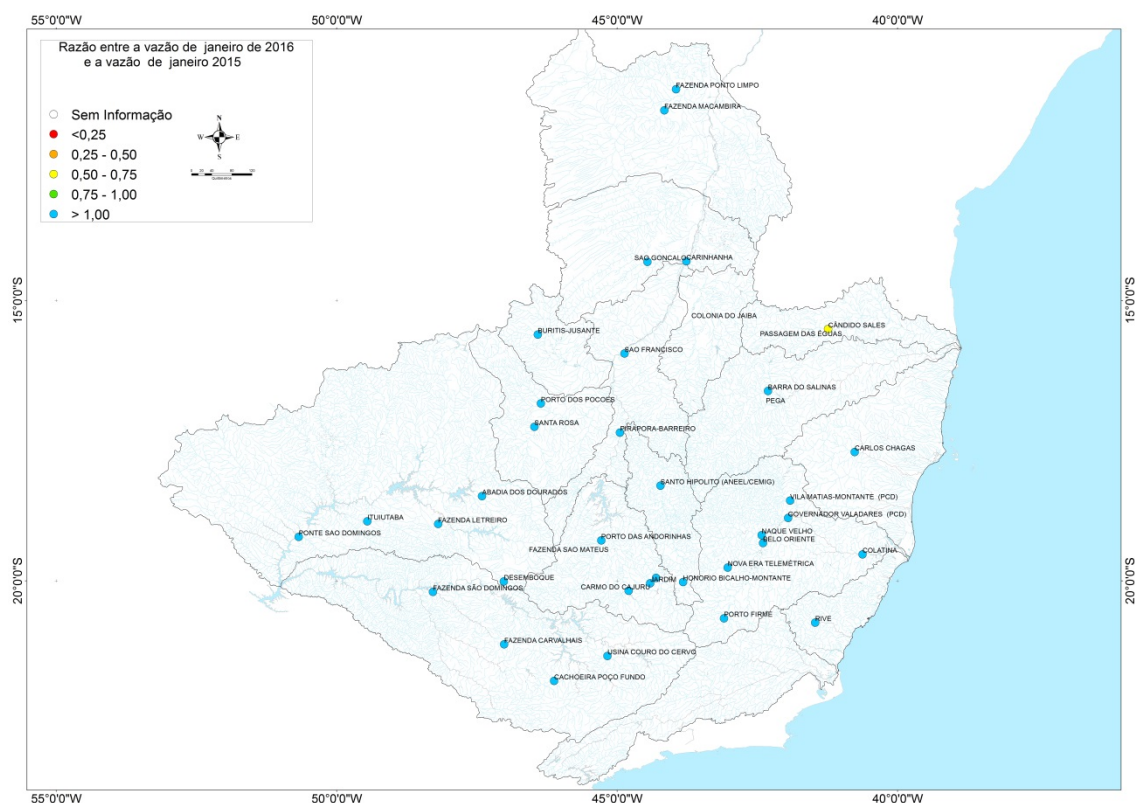 55°0'0"W
50°0'0"W
45°0'0"W
40°0'0"W
Razão entre a vazão de janeiro de 2016
e a vazão de janeiro 2015
Sem Informação
<0,25
0,25 - 0,50
0,50 - 0,75
0,75 - 1,00
> 1,00
N
W
E
S
FAZENDA PONTO LIMPO
FAZENDA MACAMBIRA
SAO GONCALO
CARINHANHA
15°0'0"S
15°0'0"S
COLONIA DO JAIBA
CÂNDIDO SALES
PASSAGEM DAS ÉGUAS
BURITIS-JUSANTE
SAO FRANCISCO
BARRA DO SALINAS
PEGA
PORTO DOS POCOES
SANTA ROSA
PIRAPORA-BARREIRO
CARLOS CHAGAS
SANTO HIPOLITO (ANEEL/CEMIG)
ABADIA DOS DOURADOS
VILA MATIAS-MONTANTE (PCD)
GOVERNADOR VALADARES (PCD)
ITUIUTABA
FAZENDA LETREIRO
PONTE SAO DOMINGOS
NAQUE VELHO
BELO ORIENTE
PORTO DAS ANDORINHAS
FAZENDA SAO MATEUS
COLATINA
NOVA ERA TELEMÉTRICA
20°0'0"S
20°0'0"S
DESEMBOQUE
JARDIM
HONORIO BICALHO-MONTANTE
FAZENDA SÃO DOMINGOS
CARMO DO CAJURU
PORTO FIRME
RIVE
FAZENDA CARVALHAIS
USINA COURO DO CERVO
CACHOEIRA POÇO FUNDO
55°0'0"W
50°0'0"W
45°0'0"W
40°0'0"W